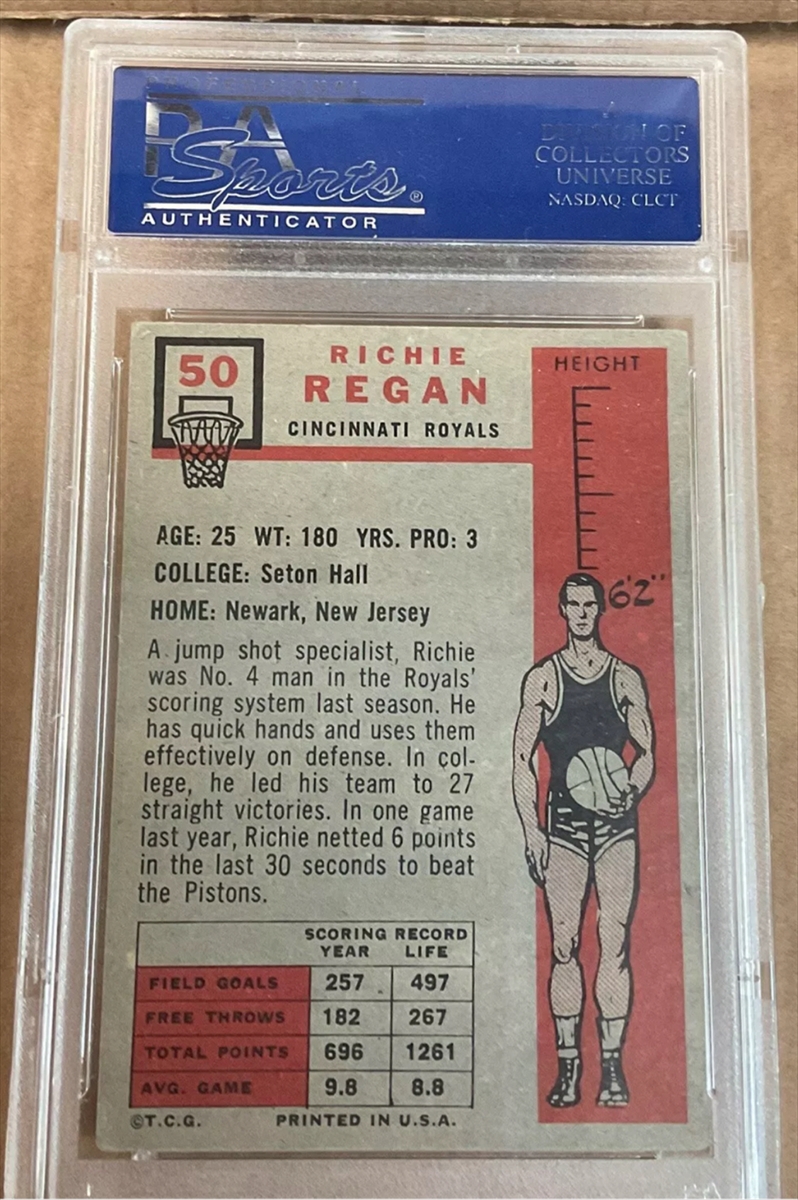 PROFESSIONAL
PSA
Sports®
AUTHENTICATOR
DIVISION OF
COLLECTORS
UNIVERSE
NASDAQ: CLCT
50
RICHIE
REGAN
CINCINNATI ROYALS
HEIGHT
6'2"
AGE: 25 WT: 180 YRS. PRO: 3
COLLEGE: Seton Hall
HOME: Newark, New Jersey
A jump shot specialist, Richie
was No. 4 man in the Royals'
scoring system last season. He
has quick hands and uses them
effectively on defense. In col-
lege, he led his team to 27
straight victories. In one game
last year, Richie netted 6 points
in the last 30 seconds to beat
the Pistons.
SCORING RECORD
YEAR LIFE
FIELD GOALS 257 497
FREE THROWS 182 267
TOTAL POINTS 696 1261
AVG. GAME 9.8 8.8
©T.C.G. PRINTED IN U.S.A.